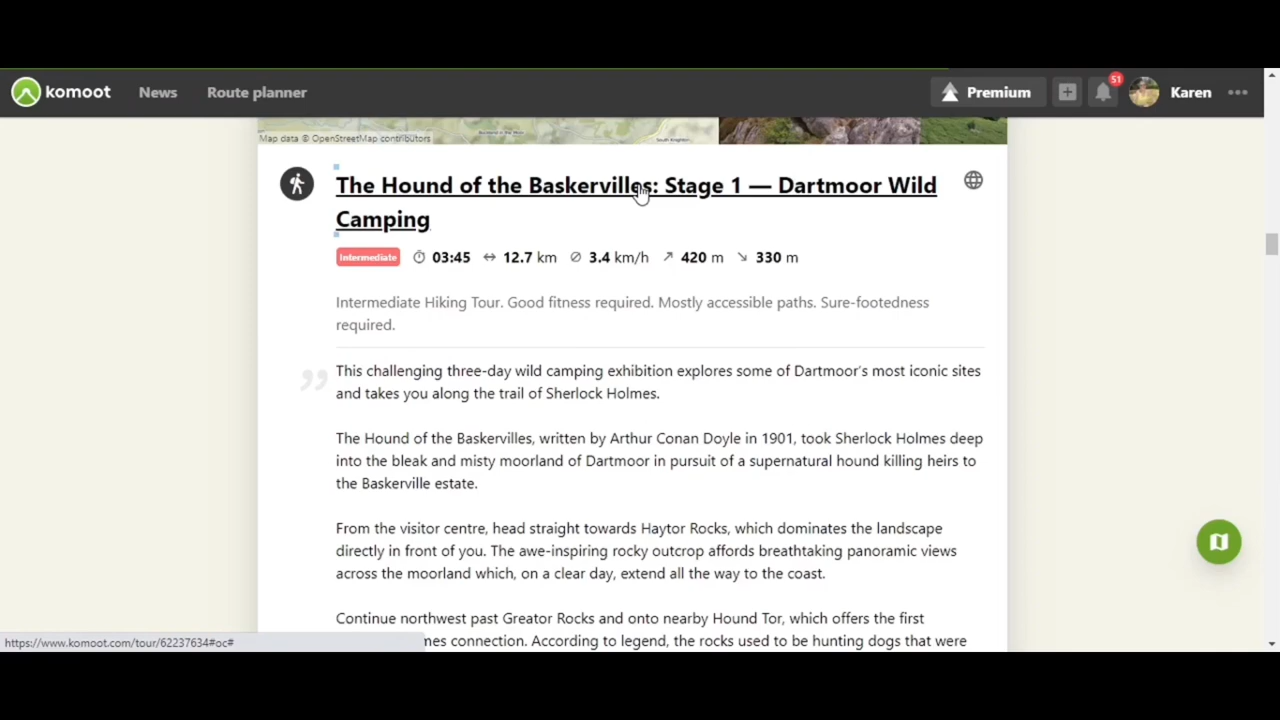 komoot News Route planner Premium 51 Karen
Map data © OpenStreetMap contributors
The Hound of the Baskervilles: Stage 1 — Dartmoor Wild
Camping
Intermediate 03:45 12.7 km 3.4 km/h 420 m 330 m
Intermediate Hiking Tour. Good fitness required. Mostly accessible paths. Sure-footedness
required.
This challenging three-day wild camping exhibition explores some of Dartmoor's most iconic sites
and takes you along the trail of Sherlock Holmes.
The Hound of the Baskervilles, written by Arthur Conan Doyle in 1901, took Sherlock Holmes deep
into the bleak and misty moorland of Dartmoor in pursuit of a supernatural hound killing heirs to
the Baskerville estate.
From the visitor centre, head straight towards Haytor Rocks, which dominates the landscape
directly in front of you. The awe-inspiring rocky outcrop affords breathtaking panoramic views
across the moorland which, on a clear day, extend all the way to the coast.
Continue northwest past Greator Rocks and onto nearby Hound Tor, which offers the first
connection. According to legend, the rocks used to be hunting dogs that were
https://www.komoot.com/tour/62237634#oc#